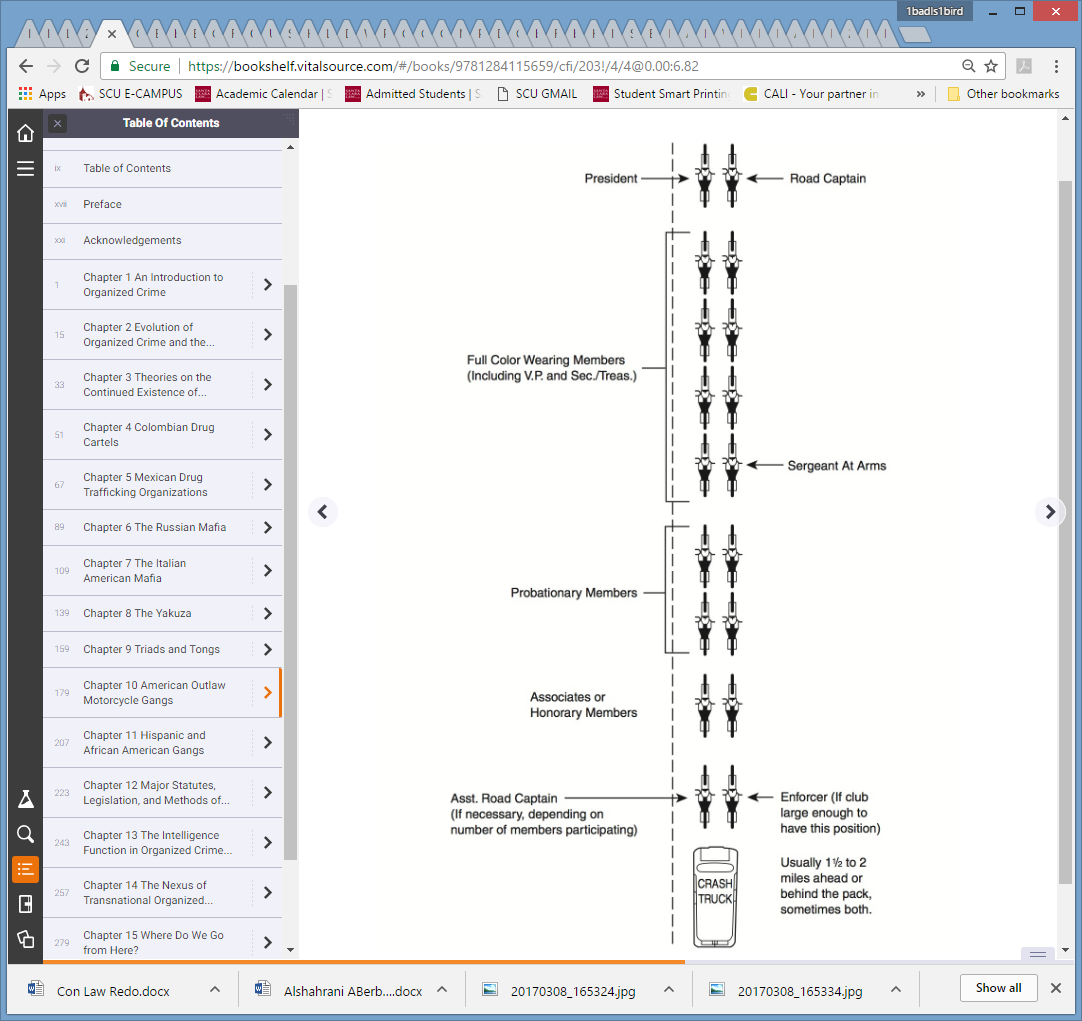 1badls1bird
Secure
https://bookshelf.vitalsource.com/#/books/9781284115659/cfi/203!/4/4@0.00:6.82
Apps
SCU E-CAMPUS
Academic Calendar |
Admitted Students |
SCU GMAIL
Student Smart Printing
CALI - Your partner in
»
Other bookmarks
Table Of Contents
ix Table of Contents
xvii Preface
xxi Acknowledgements
1 Chapter 1 An Introduction to
Organized Crime
15 Chapter 2 Evolution of
Organized Crime and the...
33 Chapter 3 Theories on the
Continued Existence of...
51 Chapter 4 Colombian Drug
Cartels
67 Chapter 5 Mexican Drug
Trafficking Organizations
89 Chapter 6 The Russian Mafia
109 Chapter 7 The Italian
American Mafia
139 Chapter 8 The Yakuza
159 Chapter 9 Triads and Tongs
179 Chapter 10 American Outlaw
Motorcycle Gangs
207 Chapter 11 Hispanic and
African American Gangs
223 Chapter 12 Major Statutes,
Legislation, and Methods of...
243 Chapter 13 The Intelligence
Function in Organized Crime...
257 Chapter 14 The Nexus of
Transnational Organized...
279 Chapter 15 Where Do We Go
from Here?
President
Road Captain
Full Color Wearing Members
(Including V.P. and Sec./Treas.)
Sergeant At Arms
Probationary Members
Associates or
Honorary Members
Asst. Road Captain
(If necessary, depending on
number of members participating)
Enforcer (If club
large enough to
have this position)
CRASH
TRUCK
Usually 1½ to 2
miles ahead or
behind the pack,
sometimes both.
Con Law Redo.docx
Alshahrani ABerb....docx
20170308_165324.jpg
20170308_165334.jpg
Show all